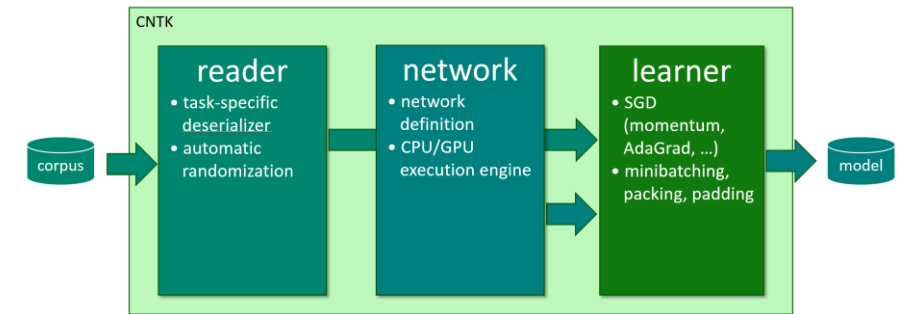 CNTK
corpus
reader
• task-specific
deserializer
• automatic
randomization
network
• network
definition
• CPU/GPU
execution engine
learner
• SGD
(momentum,
AdaGrad, …)
• minibatching,
packing, padding
model